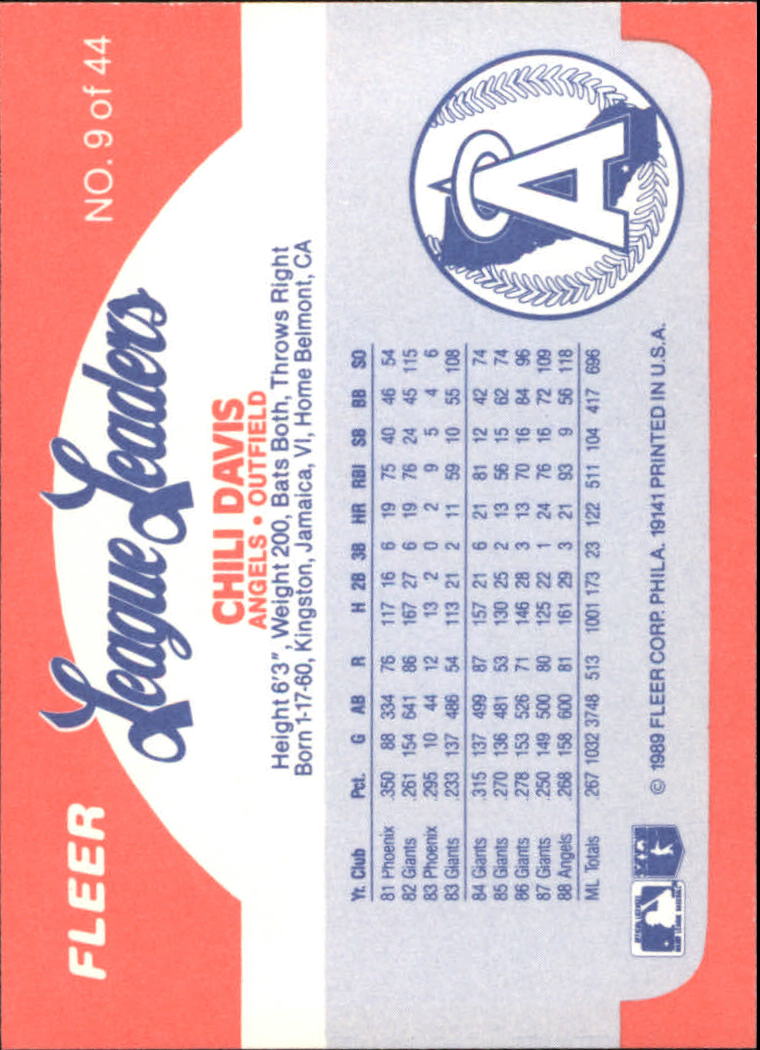 FLEER
NO. 9 of 44
League Leaders
CHILI DAVIS
ANGELS • OUTFIELD
Height 6'3", Weight 200, Bats Both, Throws Right
Born 1-17-60, Kingston, Jamaica, VI, Home Belmont, CA
Yr. Club Pct. G AB R H 2B 3B HR RBI SB BB SO
81 Phoenix .350 88 334 76 117 16 6 19 75 40 46 54
82 Giants .261 154 641 86 167 27 6 19 76 24 45 115
83 Phoenix .295 10 44 12 13 2 0 2 9 5 4 6
83 Giants .233 137 486 54 113 21 2 11 59 10 55 108
84 Giants .315 137 499 87 157 21 6 21 81 12 42 74
85 Giants .270 136 481 53 130 25 2 13 56 15 62 74
86 Giants .278 153 526 71 146 28 3 13 70 16 84 96
87 Giants .250 149 500 80 125 22 1 24 76 16 72 109
88 Angels .268 158 600 81 161 29 3 21 93 9 56 118
ML Totals .267 1032 3748 513 1001 173 23 122 511 104 417 696
A
© 1989 FLEER CORP. PHILA. 19141 PRINTED IN U.S.A.